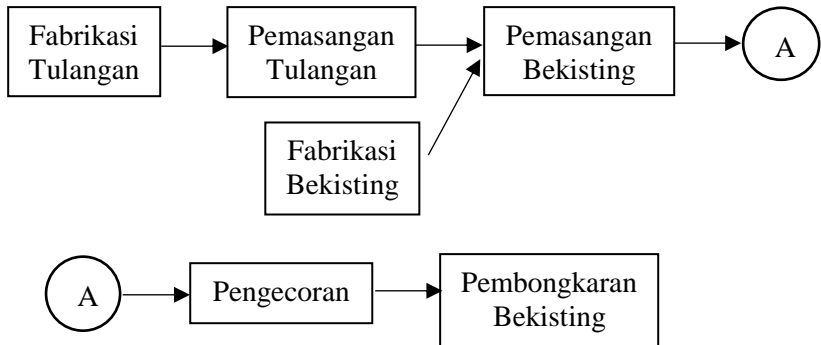 Fabrikasi
Tulangan
Pemasangan
Tulangan
Pemasangan
Bekisting
A
Fabrikasi
Bekisting
A
Pengecoran
Pembongkaran
Bekisting